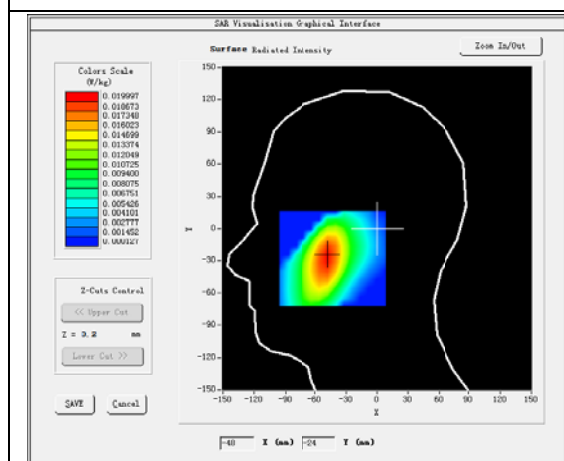 SAR Visualisation Graphical Interface
Surface Radiated Intensity
Zoom In/Out
Colors Scale
(W/kg)
0.019997
0.018673
0.017348
0.016023
0.014699
0.013374
0.012049
0.010725
0.009400
0.008075
0.006751
0.005426
0.004101
0.002777
0.001452
0.000127
150
120
90
60
30
0
-30
-60
-90
-120
-150
Y
-150 -120 -90 -60 -30 0 30 60 90 120 150
X
Z-Cuts Control
<< Upper Cut
Z = 3.2 mm
Lower Cut >>
SAVE Cancel
-48 X (mm) -24 Y (mm)